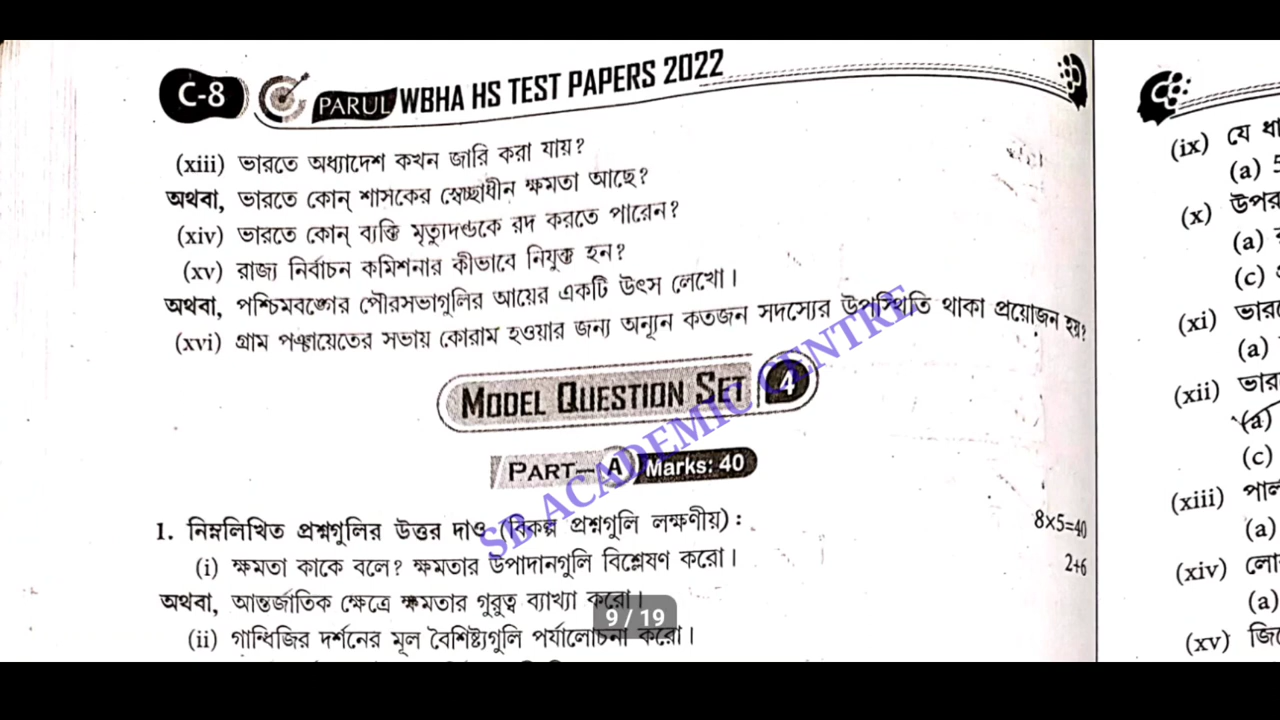 C-8 PARUL WBHA HS TEST PAPERS 2022
(xiii) ভারতে অধ্যাদেশ কখন জারি করা যায়?
অথবা, ভারতে কোন্ শাসকের স্বেচ্ছাধীন ক্ষমতা আছে?
(xiv) ভারতে কোন্ ব্যক্তি মৃত্যুদণ্ডকে রদ করতে পারেন?
(xv) রাজ্য নির্বাচন কমিশনার কীভাবে নিযুক্ত হন?
অথবা, পশ্চিমবঙ্গের পৌরসভাগুলির আয়ের একটি উৎস লেখো।
(xvi) গ্রাম পঞ্চায়েতের সভায় কোরাম হওয়ার জন্য অন্যূন কতজন সদস্যের উপস্থিতি থাকা প্রয়োজন হয়?
MODEL QUESTION SET 4
PART–A Marks: 40
SB ACADEMIC CENTRE
1. নিম্নলিখিত প্রশ্নগুলির উত্তর দাও (বিকল্প প্রশ্নগুলি লক্ষণীয়): 8×5=40
(i) ক্ষমতা কাকে বলে? ক্ষমতার উপাদানগুলি বিশ্লেষণ করো। 2+6
অথবা, আন্তর্জাতিক ক্ষেত্রে ক্ষমতার গুরুত্ব ব্যাখ্যা করো।
9 / 19
(ii) গান্ধিজির দর্শনের মূল বৈশিষ্ট্যগুলি পর্যালোচনা করো।
(ix) যে
(a)
(x)
(a)
(c)
(xi)
(a)
(xii)
(a)
(c)
(xiii)
(a)
(xiv)
(a)
(xv)